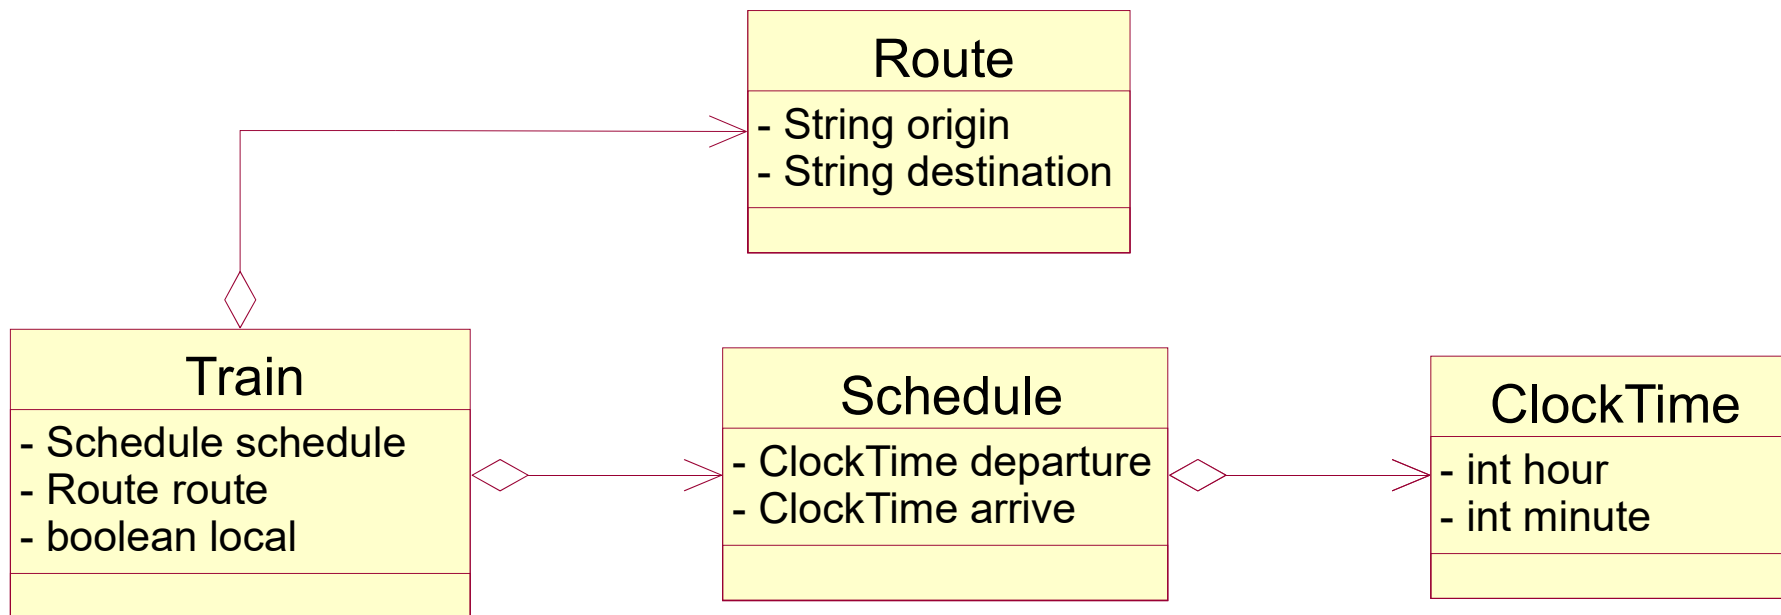 Route
- String origin
- String destination
Train
- Schedule schedule
- Route route
- boolean local
Schedule
- ClockTime departure
- ClockTime arrive
ClockTime
- int hour
- int minute